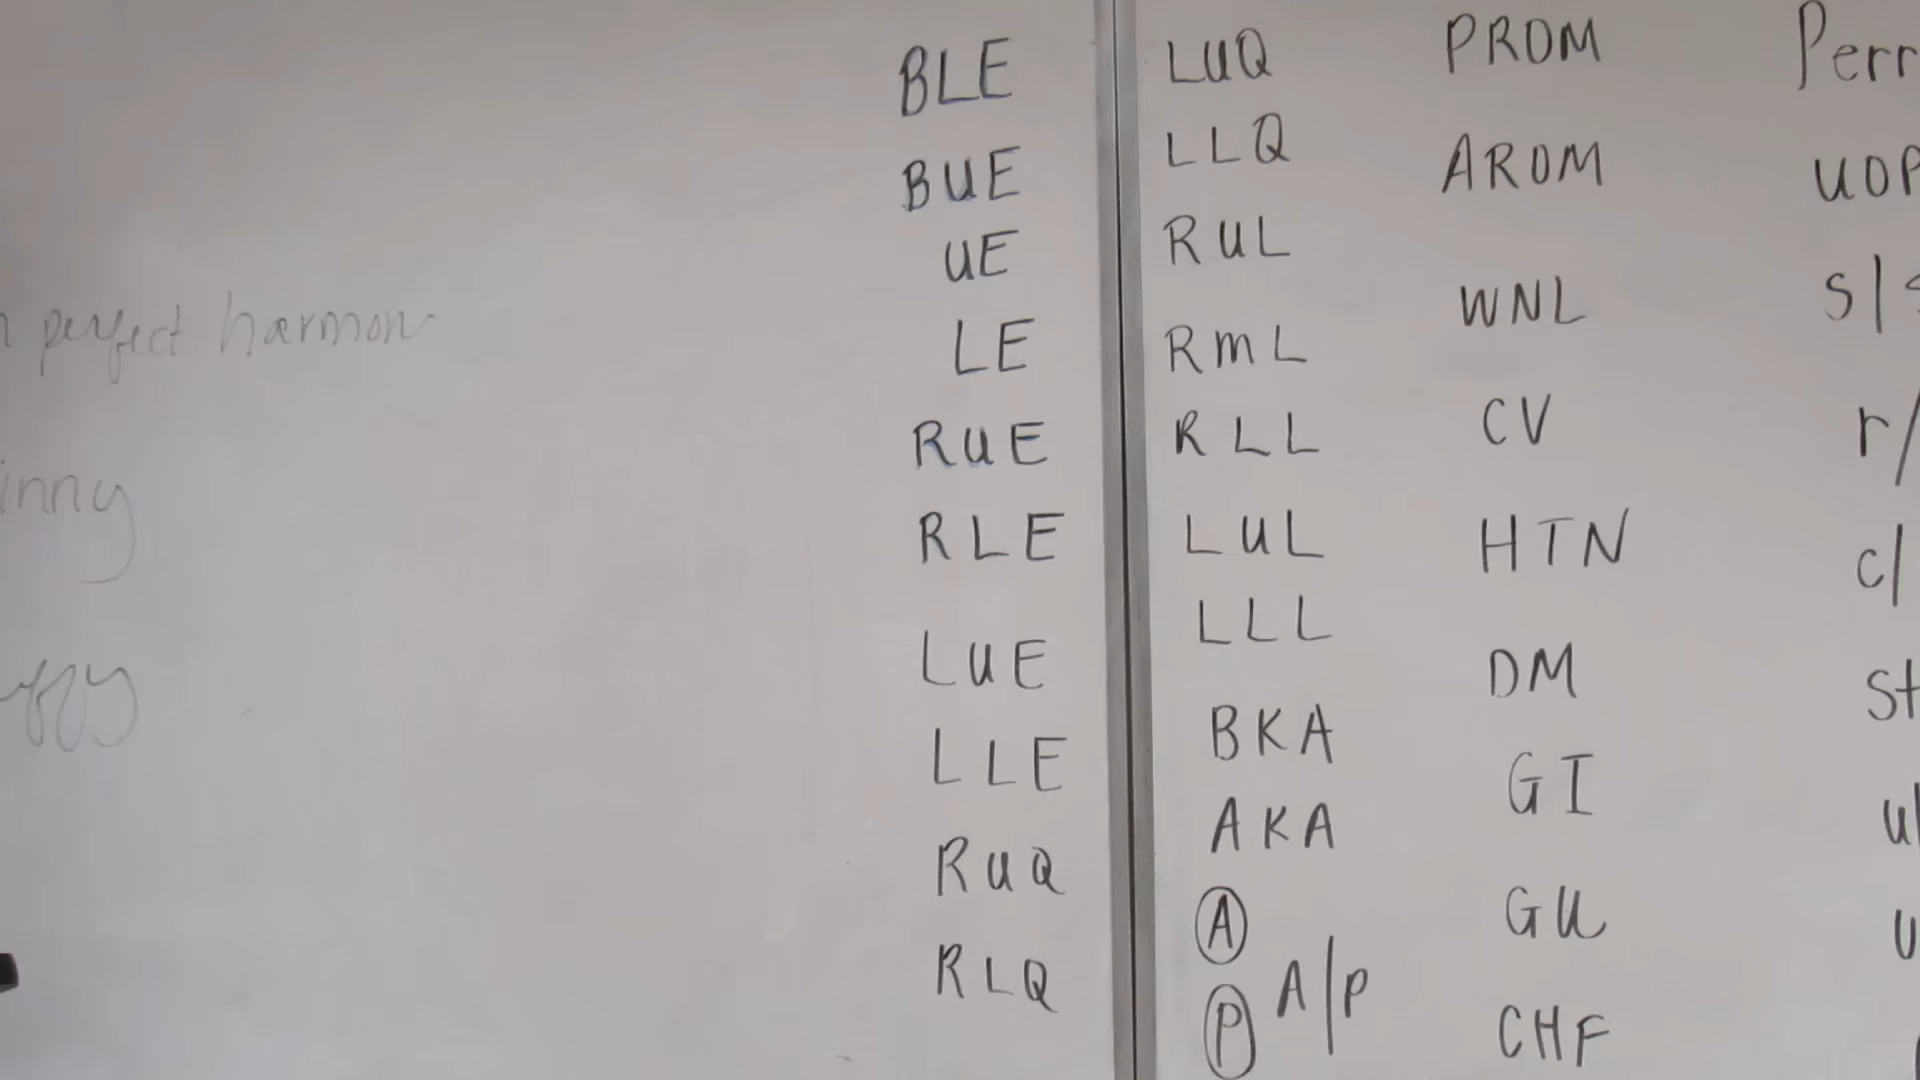 perfect harmon
BLE
BUE
UE
LE
RUE
RLE
LUE
LLE
RUQ
RLQ
LUQ
LLQ
RUL
RmL
RLL
LUL
LLL
BKA
AKA
A
P A/P
PROM
AROM
WNL
CV
HTN
DM
GI
GU
CHF
Perr
UOP
s/s
r/
c/
St